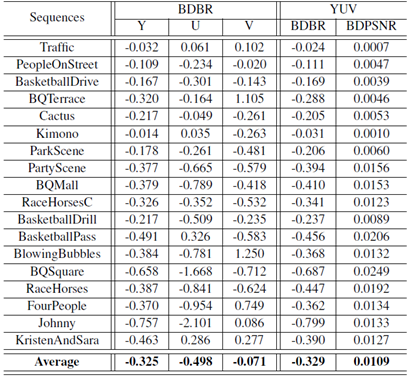 Sequences BDBR YUV
Y U V BDBR BDPSNR
Traffic -0.032 0.061 0.102 -0.024 0.0007
PeopleOnStreet -0.109 -0.234 -0.020 -0.111 0.0047
BasketballDrive -0.167 -0.301 -0.143 -0.169 0.0039
BQTerrace -0.320 -0.164 1.105 -0.288 0.0046
Cactus -0.217 -0.049 -0.261 -0.205 0.0053
Kimono -0.014 0.035 -0.263 -0.031 0.0010
ParkScene -0.178 -0.261 -0.481 -0.206 0.0060
PartyScene -0.377 -0.665 -0.579 -0.394 0.0156
BQMall -0.379 -0.789 -0.418 -0.410 0.0153
RaceHorsesC -0.326 -0.352 -0.532 -0.341 0.0123
BasketballDrill -0.217 -0.509 -0.235 -0.237 0.0089
BasketballPass -0.491 0.326 -0.583 -0.456 0.0206
BlowingBubbles -0.384 -0.781 1.250 -0.368 0.0132
BQSquare -0.658 -1.668 -0.712 -0.687 0.0249
RaceHorses -0.387 -0.841 -0.624 -0.447 0.0192
FourPeople -0.370 -0.954 0.749 -0.362 0.0134
Johnny -0.757 -2.101 0.086 -0.799 0.0133
KristenAndSara -0.463 0.286 0.277 -0.390 0.0127
Average -0.325 -0.498 -0.071 -0.329 0.0109